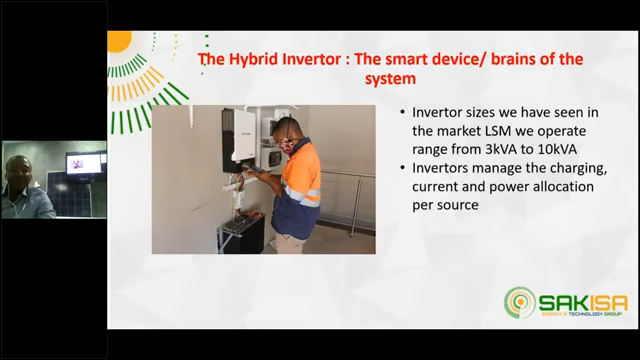 The Hybrid Invertor : The smart device/ brains of the
system
• Invertor sizes we have seen in
the market LSM we operate
range from 3kVA to 10kVA
• Invertors manage the charging,
current and power allocation
per source
SAKISA
ENERGY & TECHNOLOGY GROUP